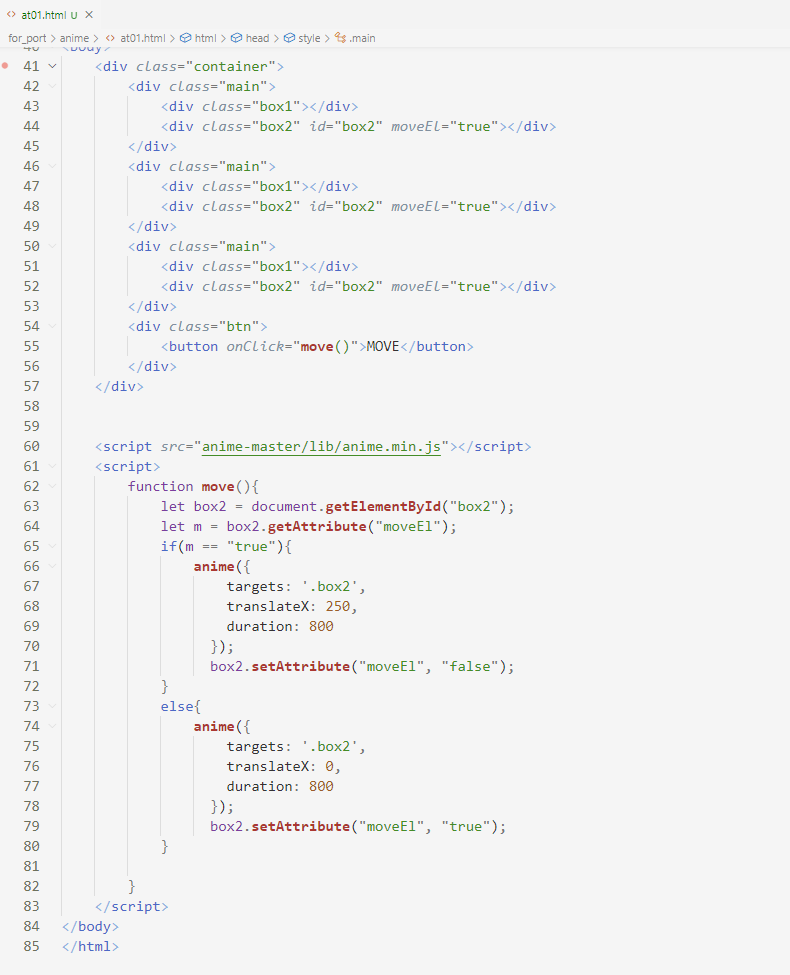 <> at01.html U ×
for_port > anime > <> at01.html > html > head > style > .main
40 <body>
41 <div class="container">
42 <div class="main">
43 <div class="box1"></div>
44 <div class="box2" id="box2" moveEl="true"></div>
45 </div>
46 <div class="main">
47 <div class="box1"></div>
48 <div class="box2" id="box2" moveEl="true"></div>
49 </div>
50 <div class="main">
51 <div class="box1"></div>
52 <div class="box2" id="box2" moveEl="true"></div>
53 </div>
54 <div class="btn">
55 <button onClick="move()">MOVE</button>
56 </div>
57 </div>
58
59
60 <script src="anime-master/lib/anime.min.js"></script>
61 <script>
62 function move(){
63 let box2 = document.getElementById("box2");
64 let m = box2.getAttribute("moveEl");
65 if(m == "true"){
66 anime({
67 targets: '.box2',
68 translateX: 250,
69 duration: 800
70 });
71 box2.setAttribute("moveEl", "false");
72 }
73 else{
74 anime({
75 targets: '.box2',
76 translateX: 0,
77 duration: 800
78 });
79 box2.setAttribute("moveEl", "true");
80 }
81
82 }
83 </script>
84 </body>
85 </html>